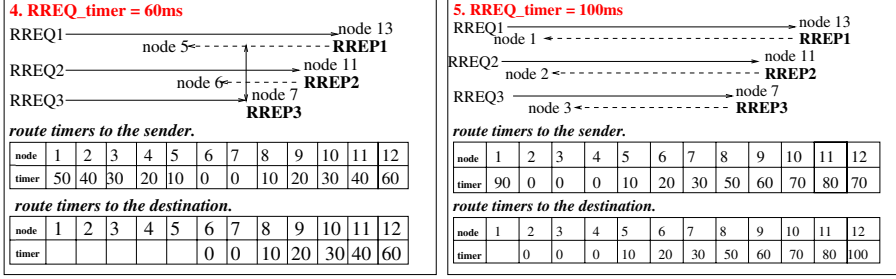 4. RREQ_timer = 60ms
RREQ1 node 13
node 5 RREP1
RREQ2 node 11
node 6 RREP2
RREQ3 node 7
RREP3
route timers to the sender.
node 1 2 3 4 5 6 7 8 9 10 11 12
timer 50 40 30 20 10 0 0 10 20 30 40 60
route timers to the destination.
node 1 2 3 4 5 6 7 8 9 10 11 12
timer 0 0 10 20 30 40 60
5. RREQ_timer = 100ms
RREQ1 node 13
node 1 RREP1
RREQ2 node 11
node 2 RREP2
RREQ3 node 7
node 3 RREP3
route timers to the sender.
node 1 2 3 4 5 6 7 8 9 10 11 12
timer 90 0 0 0 10 20 30 50 60 70 80 70
route timers to the destination.
node 1 2 3 4 5 6 7 8 9 10 11 12
timer 0 0 0 10 20 30 50 60 70 80 100